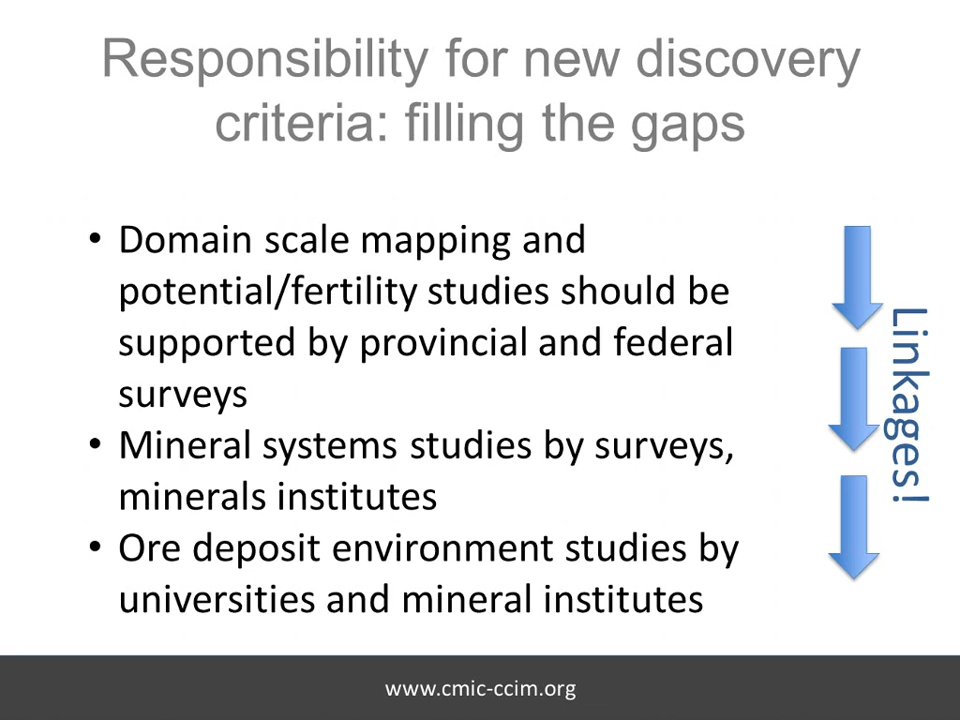 Responsibility for new discovery
criteria: filling the gaps
• Domain scale mapping and
potential/fertility studies should be
supported by provincial and federal
surveys
• Mineral systems studies by surveys,
minerals institutes
• Ore deposit environment studies by
universities and mineral institutes
Linkages!
www.cmic-ccim.org